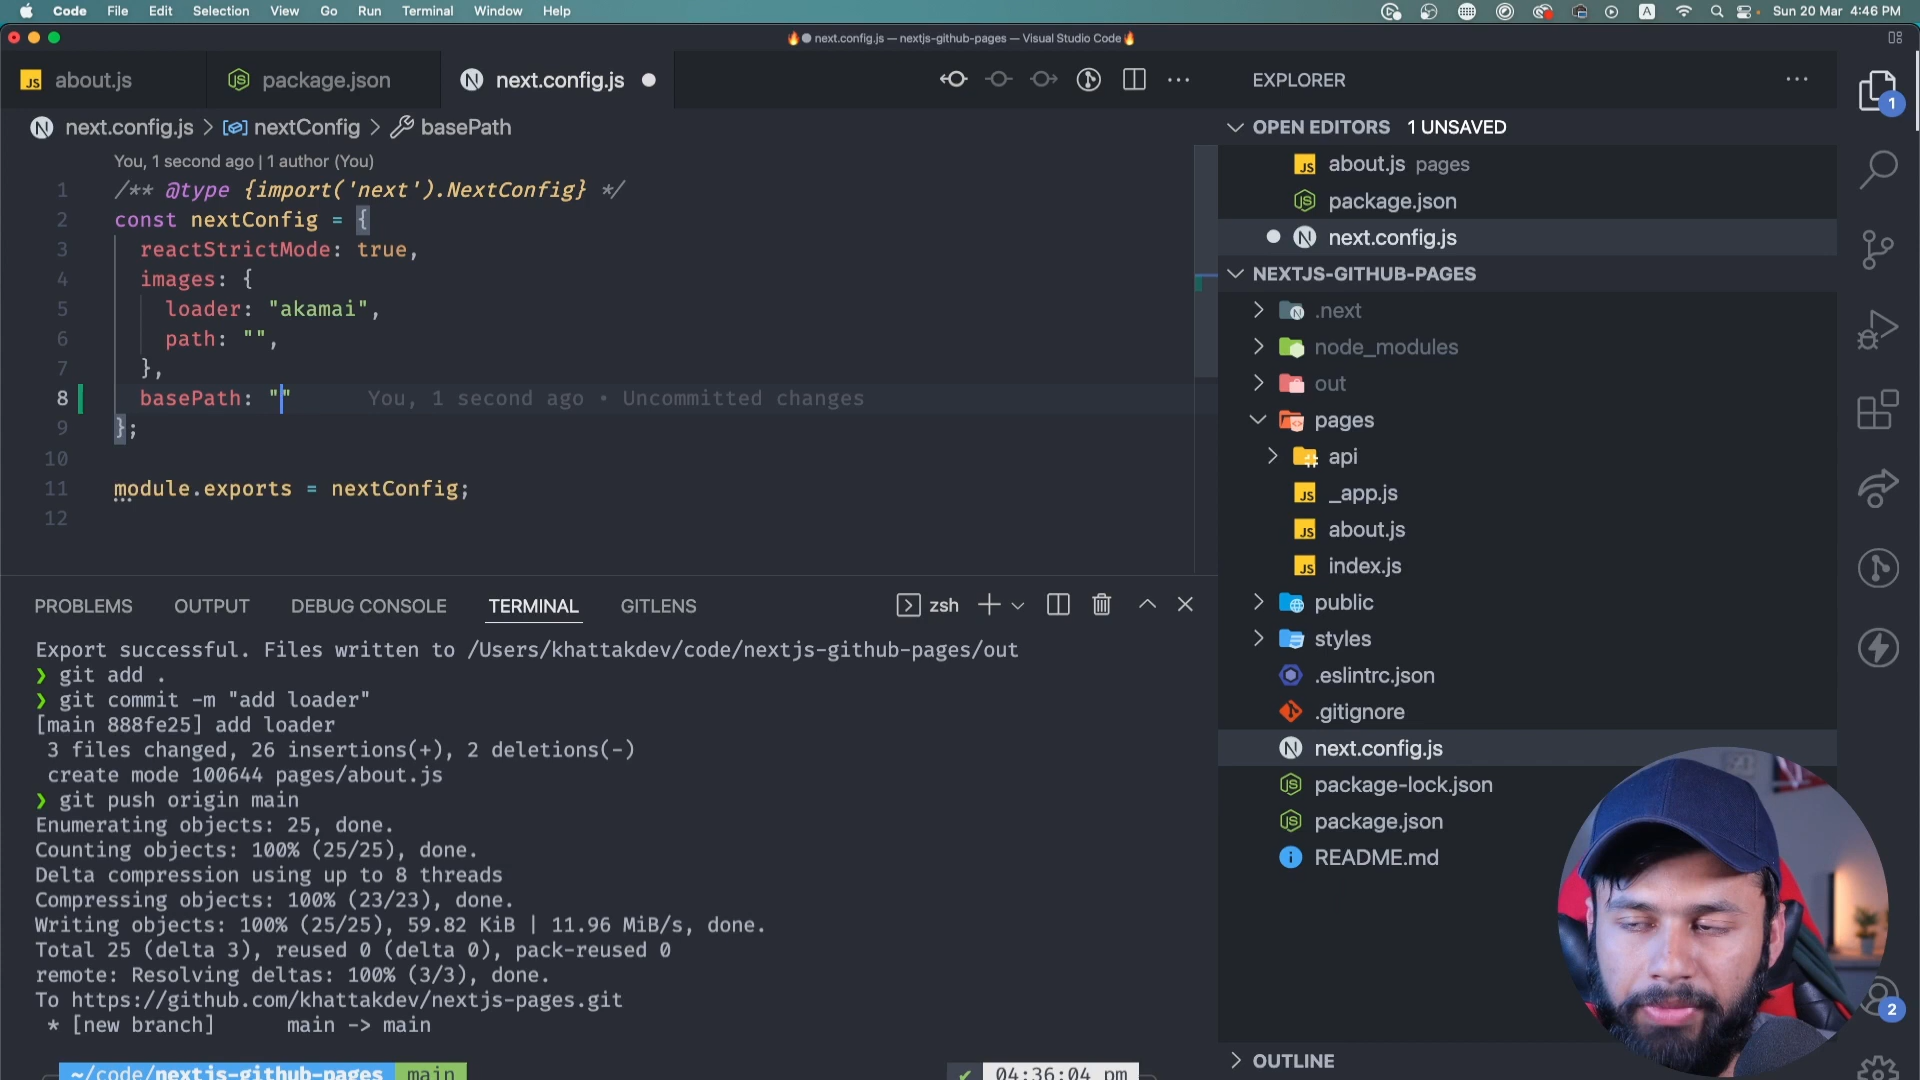 Code File Edit Selection View Go Run Terminal Window Help
A Sun 20 Mar 4:46 PM
next.config.js — nextjs-github-pages — Visual Studio Code
JS about.js
package.json
N next.config.js
N next.config.js > nextConfig > basePath
You, 1 second ago | 1 author (You)
1 /** @type {import('next').NextConfig} */
2 const nextConfig = {
3 reactStrictMode: true,
4 images: {
5 loader: "akamai",
6 path: "",
7 },
8 basePath: "" You, 1 second ago • Uncommitted changes
9 };
10
11 module.exports = nextConfig;
12
PROBLEMS OUTPUT DEBUG CONSOLE TERMINAL GITLENS
zsh
Export successful. Files written to /Users/khattakdev/code/nextjs-github-pages/out
❯ git add .
❯ git commit -m "add loader"
[main 888fe25] add loader
3 files changed, 26 insertions(+), 2 deletions(-)
create mode 100644 pages/about.js
❯ git push origin main
Enumerating objects: 25, done.
Counting objects: 100% (25/25), done.
Delta compression using up to 8 threads
Compressing objects: 100% (23/23), done.
Writing objects: 100% (25/25), 59.82 KiB | 11.96 MiB/s, done.
Total 25 (delta 3), reused 0 (delta 0), pack-reused 0
remote: Resolving deltas: 100% (3/3), done.
To https://github.com/khattakdev/nextjs-pages.git
* [new branch] main -> main
~/code/nextjs-github-pages main
✔ 04:36:04 pm
EXPLORER
OPEN EDITORS 1 UNSAVED
JS about.js pages
package.json
N next.config.js
NEXTJS-GITHUB-PAGES
.next
node_modules
out
pages
api
JS _app.js
JS about.js
JS index.js
public
styles
.eslintrc.json
.gitignore
N next.config.js
package-lock.json
package.json
README.md
OUTLINE
1
2